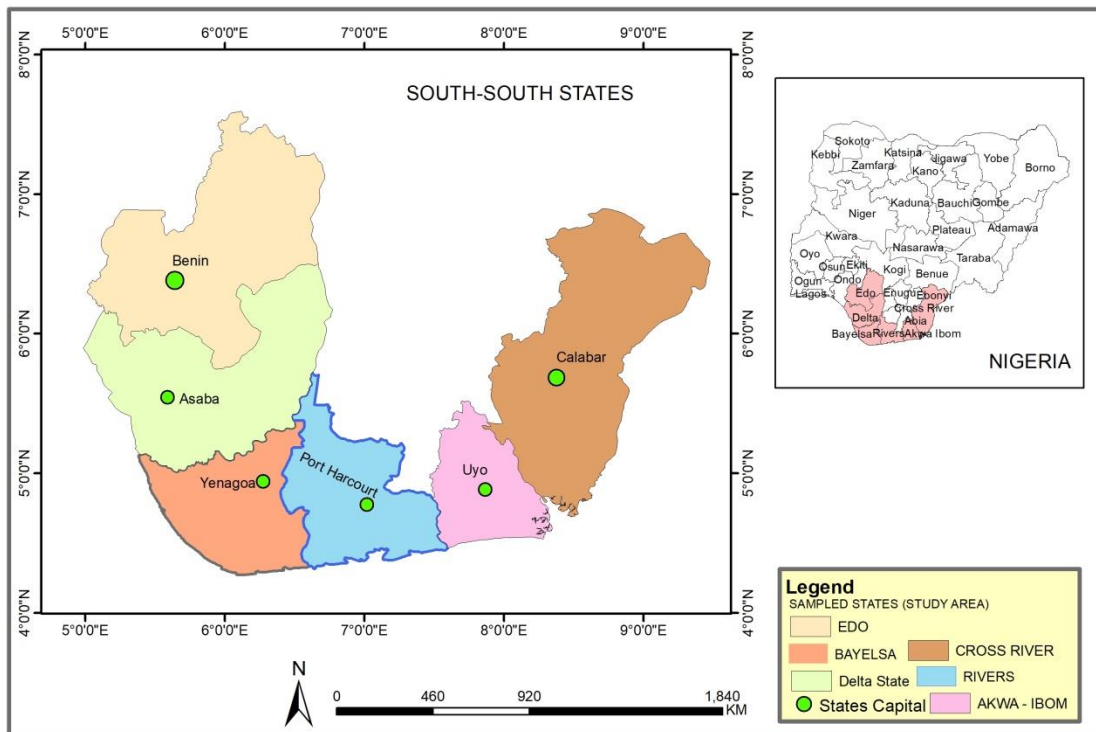 5°0'0"E 6°0'0"E 7°0'0"E 8°0'0"E 9°0'0"E
8°0'0"N
8°0'0"N
SOUTH-SOUTH STATES
7°0'0"N
7°0'0"N
6°0'0"N
6°0'0"N
5°0'0"N
5°0'0"N
4°0'0"N
4°0'0"N
Benin
Asaba
Calabar
Yenagoa
Port Harcourt
Uyo
5°0'0"E 6°0'0"E 7°0'0"E 8°0'0"E 9°0'0"E
N
0 460 920 1,840
KM
Sokoto
Kebbi
Zamfara
Katsina
Kano
Jigawa
Yobe
Borno
Kaduna
Bauchi
Gombe
Niger
Plateau
Adamawa
Kwara
Nasarawa
Taraba
Oyo
Osun
Ekiti
Kogi
Benue
Ogun
Ondo
Lagos
Edo
Enugu
Ebonyi
Cross River
Delta
Abia
Bayelsa
Rivers
Akwa Ibom
NIGERIA
Legend
SAMPLED STATES (STUDY AREA)
EDO
BAYELSA CROSS RIVER
Delta State RIVERS
States Capital AKWA - IBOM